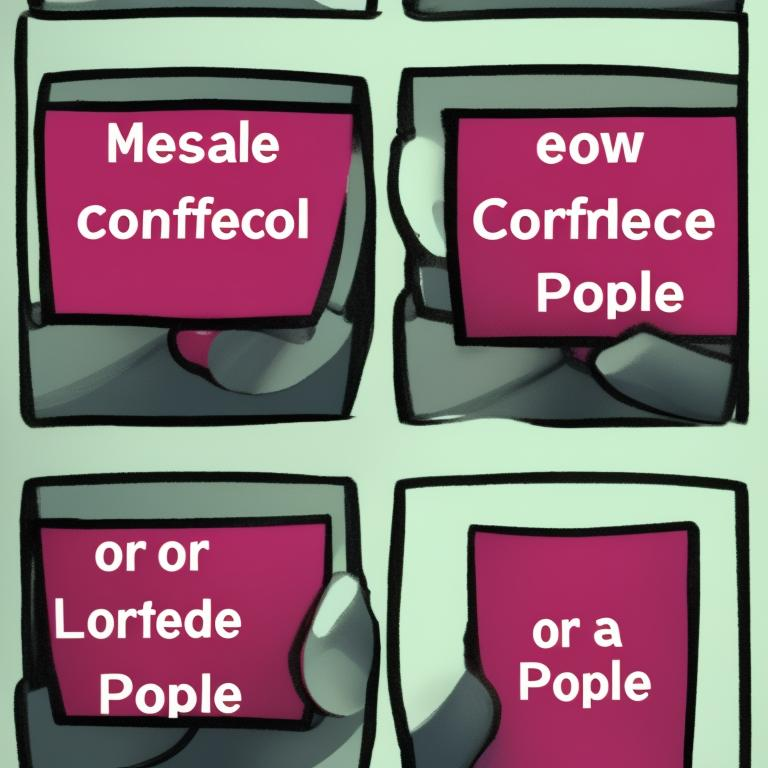 Mesale
conffecol
eow
Corfrlece
Pople
or or
Lortede
Pople
or a
Pople